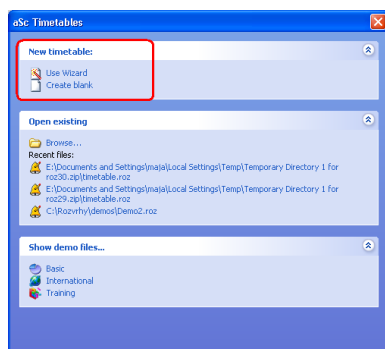 aSc Timetables
New timetable:
Use Wizard
Create blank
Open existing
Browse...
Recent files:
E:\Documents and Settings\maja\Local Settings\Temp\Temporary Directory 1 for
roz30.zip\timetable.roz
E:\Documents and Settings\maja\Local Settings\Temp\Temporary Directory 1 for
roz29.zip\timetable.roz
C:\Rozvrhy\demos\Demo2.roz
Show demo files...
Basic
International
Training